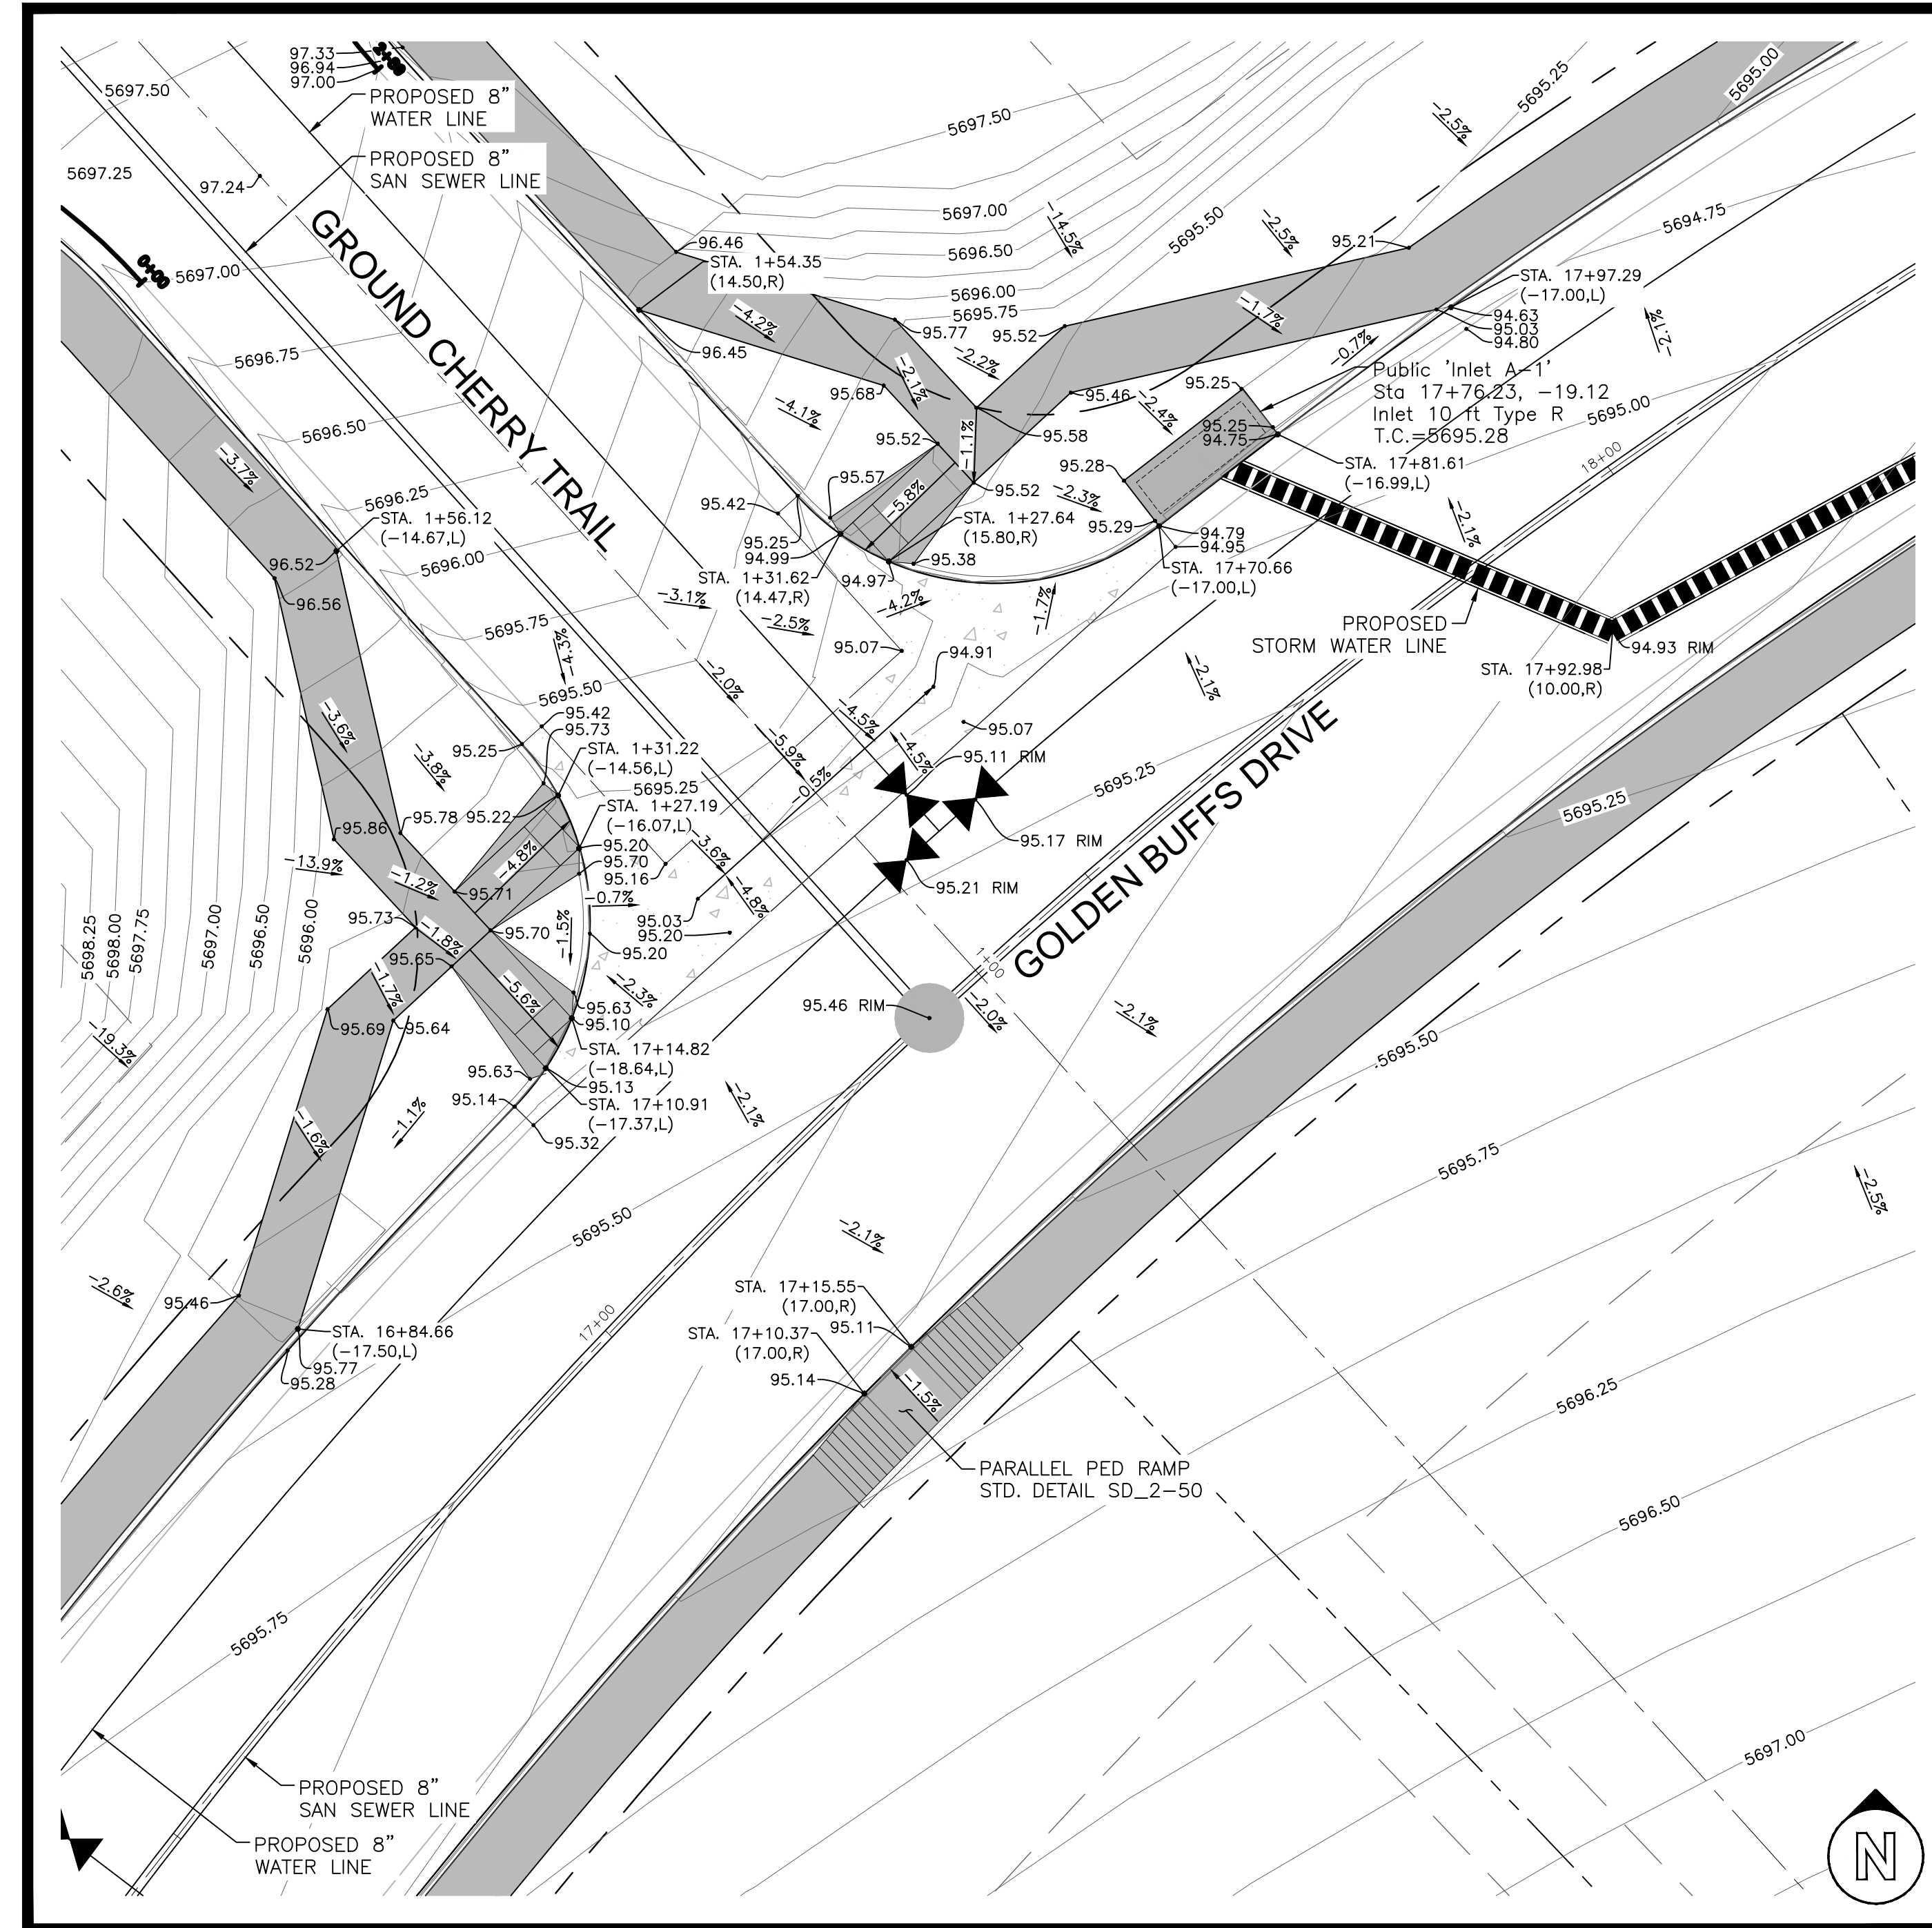 97.33
96.94
97.00
2+00
5697.50
PROPOSED 8”
WATER LINE
5697.50
5695.25
5695.00
-2.5%
PROPOSED 8”
SAN SEWER LINE
5697.25
97.24
GROUND CHERRY TRAIL
5697.00
-14.5%
-2.5%
5695.50
5694.75
0+00
5697.00
96.46
STA. 1+54.35
(14.50,R)
5696.50
95.21
STA. 17+97.29
(-17.00,L)
94.63
95.03
94.80
5696.00
5695.75
-4.2%
95.77
95.52
-1.7%
-2.1%
5696.75
96.45
-2.1%
-2.2%
-0.7%
Public 'Inlet A-1'
Sta 17+76.23, -19.12
Inlet 10 ft Type R
T.C.=5695.28
95.68
95.46
95.25
5695.00
-4.1%
-2.4%
5696.50
95.52
-1.1%
95.58
95.25
94.75
-3.7%
95.57
95.28
STA. 17+81.61
(-16.99,L)
18+00
5696.25
95.42
-5.8%
95.52
-2.3%
STA. 1+56.12
(-14.67,L)
STA. 1+27.64
(15.80,R)
95.29
94.79
94.95
-2.1%
95.25
94.99
96.52
5696.00
STA. 1+31.62
(14.47,R)
94.97
95.38
STA. 17+70.66
(-17.00,L)
96.56
-3.1%
-4.2%
-1.7%
-2.5%
5695.75
PROPOSED
STORM WATER LINE
94.93 RIM
-4.3%
95.07
94.91
STA. 17+92.98
(10.00,R)
-2.0%
-2.1%
5695.50
95.42
95.73
-3.6%
-4.5%
95.07
95.25
STA. 1+31.22
(-14.56,L)
-5.9%
-4.5%
95.11 RIM
-3.8%
5695.25
-0.5%
5695.25
GOLDEN BUFFS DRIVE
95.78
95.22
STA. 1+27.19
(-16.07,L)
5695.25
95.86
95.20
95.17 RIM
-13.9%
-4.8%
95.70
95.16
-3.6%
-1.2%
95.71
-0.7%
-4.8%
95.21 RIM
95.73
-1.8%
95.70
-1.5%
95.03
95.20
95.20
5698.25
5698.00
5697.75
5697.00
5696.50
5696.00
95.65
1+00
-1.7%
-5.6%
-2.3%
95.63
95.10
95.46 RIM
-2.0%
-2.1%
95.69
95.64
-19.3%
STA. 17+14.82
(-18.64,L)
5695.50
95.63
95.13
95.14
STA. 17+10.91
(-17.37,L)
-1.1%
-2.1%
-1.6%
95.32
5695.75
-2.5%
5695.50
-2.1%
-2.6%
95.46
STA. 17+15.55
(17.00,R)
95.11
17+00
STA. 16+84.66
(-17.50,L)
95.77
95.28
STA. 17+10.37
(17.00,R)
95.14
-1.5%
5696.25
PARALLEL PED RAMP
STD. DETAIL SD_2-50
5696.50
5695.75
5697.00
PROPOSED 8”
SAN SEWER LINE
PROPOSED 8”
WATER LINE
N